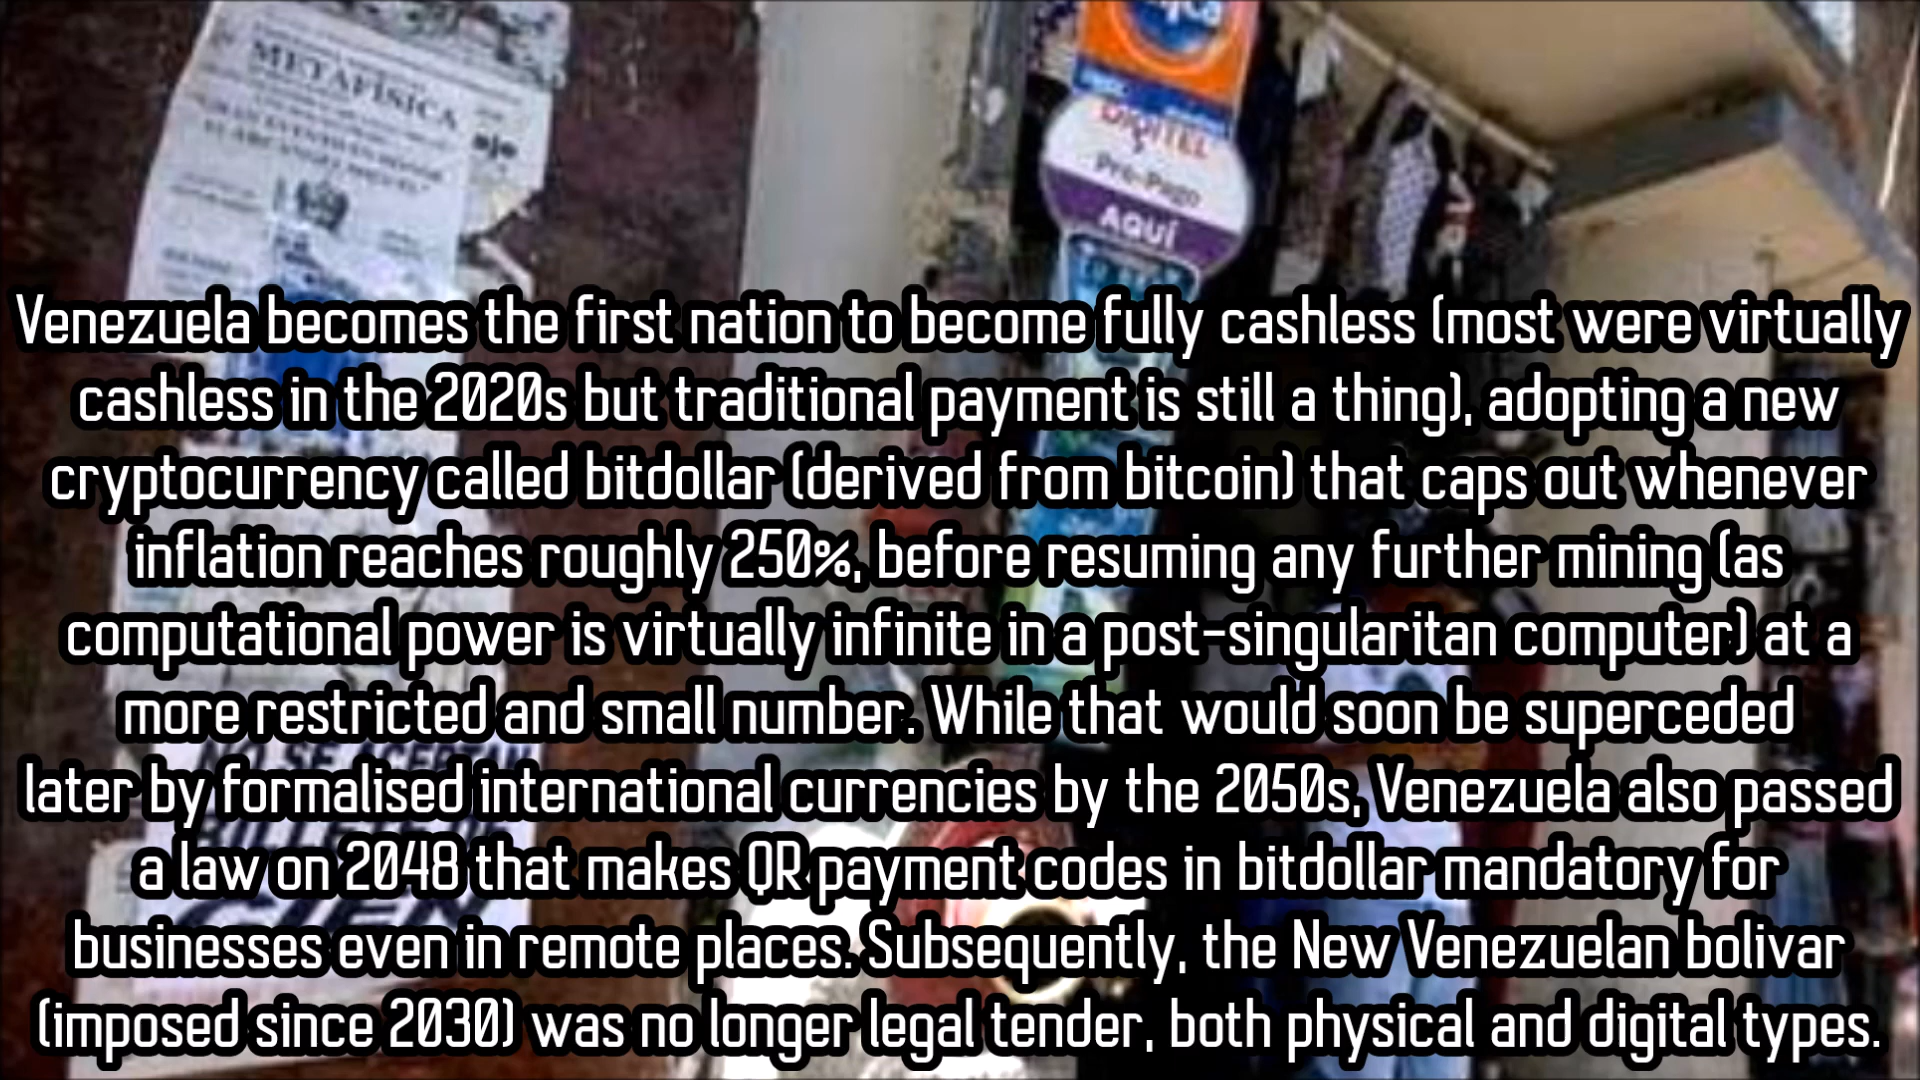 METAFÍSICA
DIGITEL
Pre-Pago
AQUÍ
Venezuela becomes the first nation to become fully cashless (most were virtually
cashless in the 2020s but traditional payment is still a thing), adopting a new
cryptocurrency called bitdollar (derived from bitcoin) that caps out whenever
inflation reaches roughly 250%, before resuming any further mining (as
computational power is virtually infinite in a post-singularitan computer) at a
more restricted and small number. While that would soon be superceded
later by formalised international currencies by the 2050s, Venezuela also passed
a law on 2048 that makes QR payment codes in bitdollar mandatory for
businesses even in remote places. Subsequently, the New Venezuelan bolivar
(imposed since 2030) was no longer legal tender, both physical and digital types.